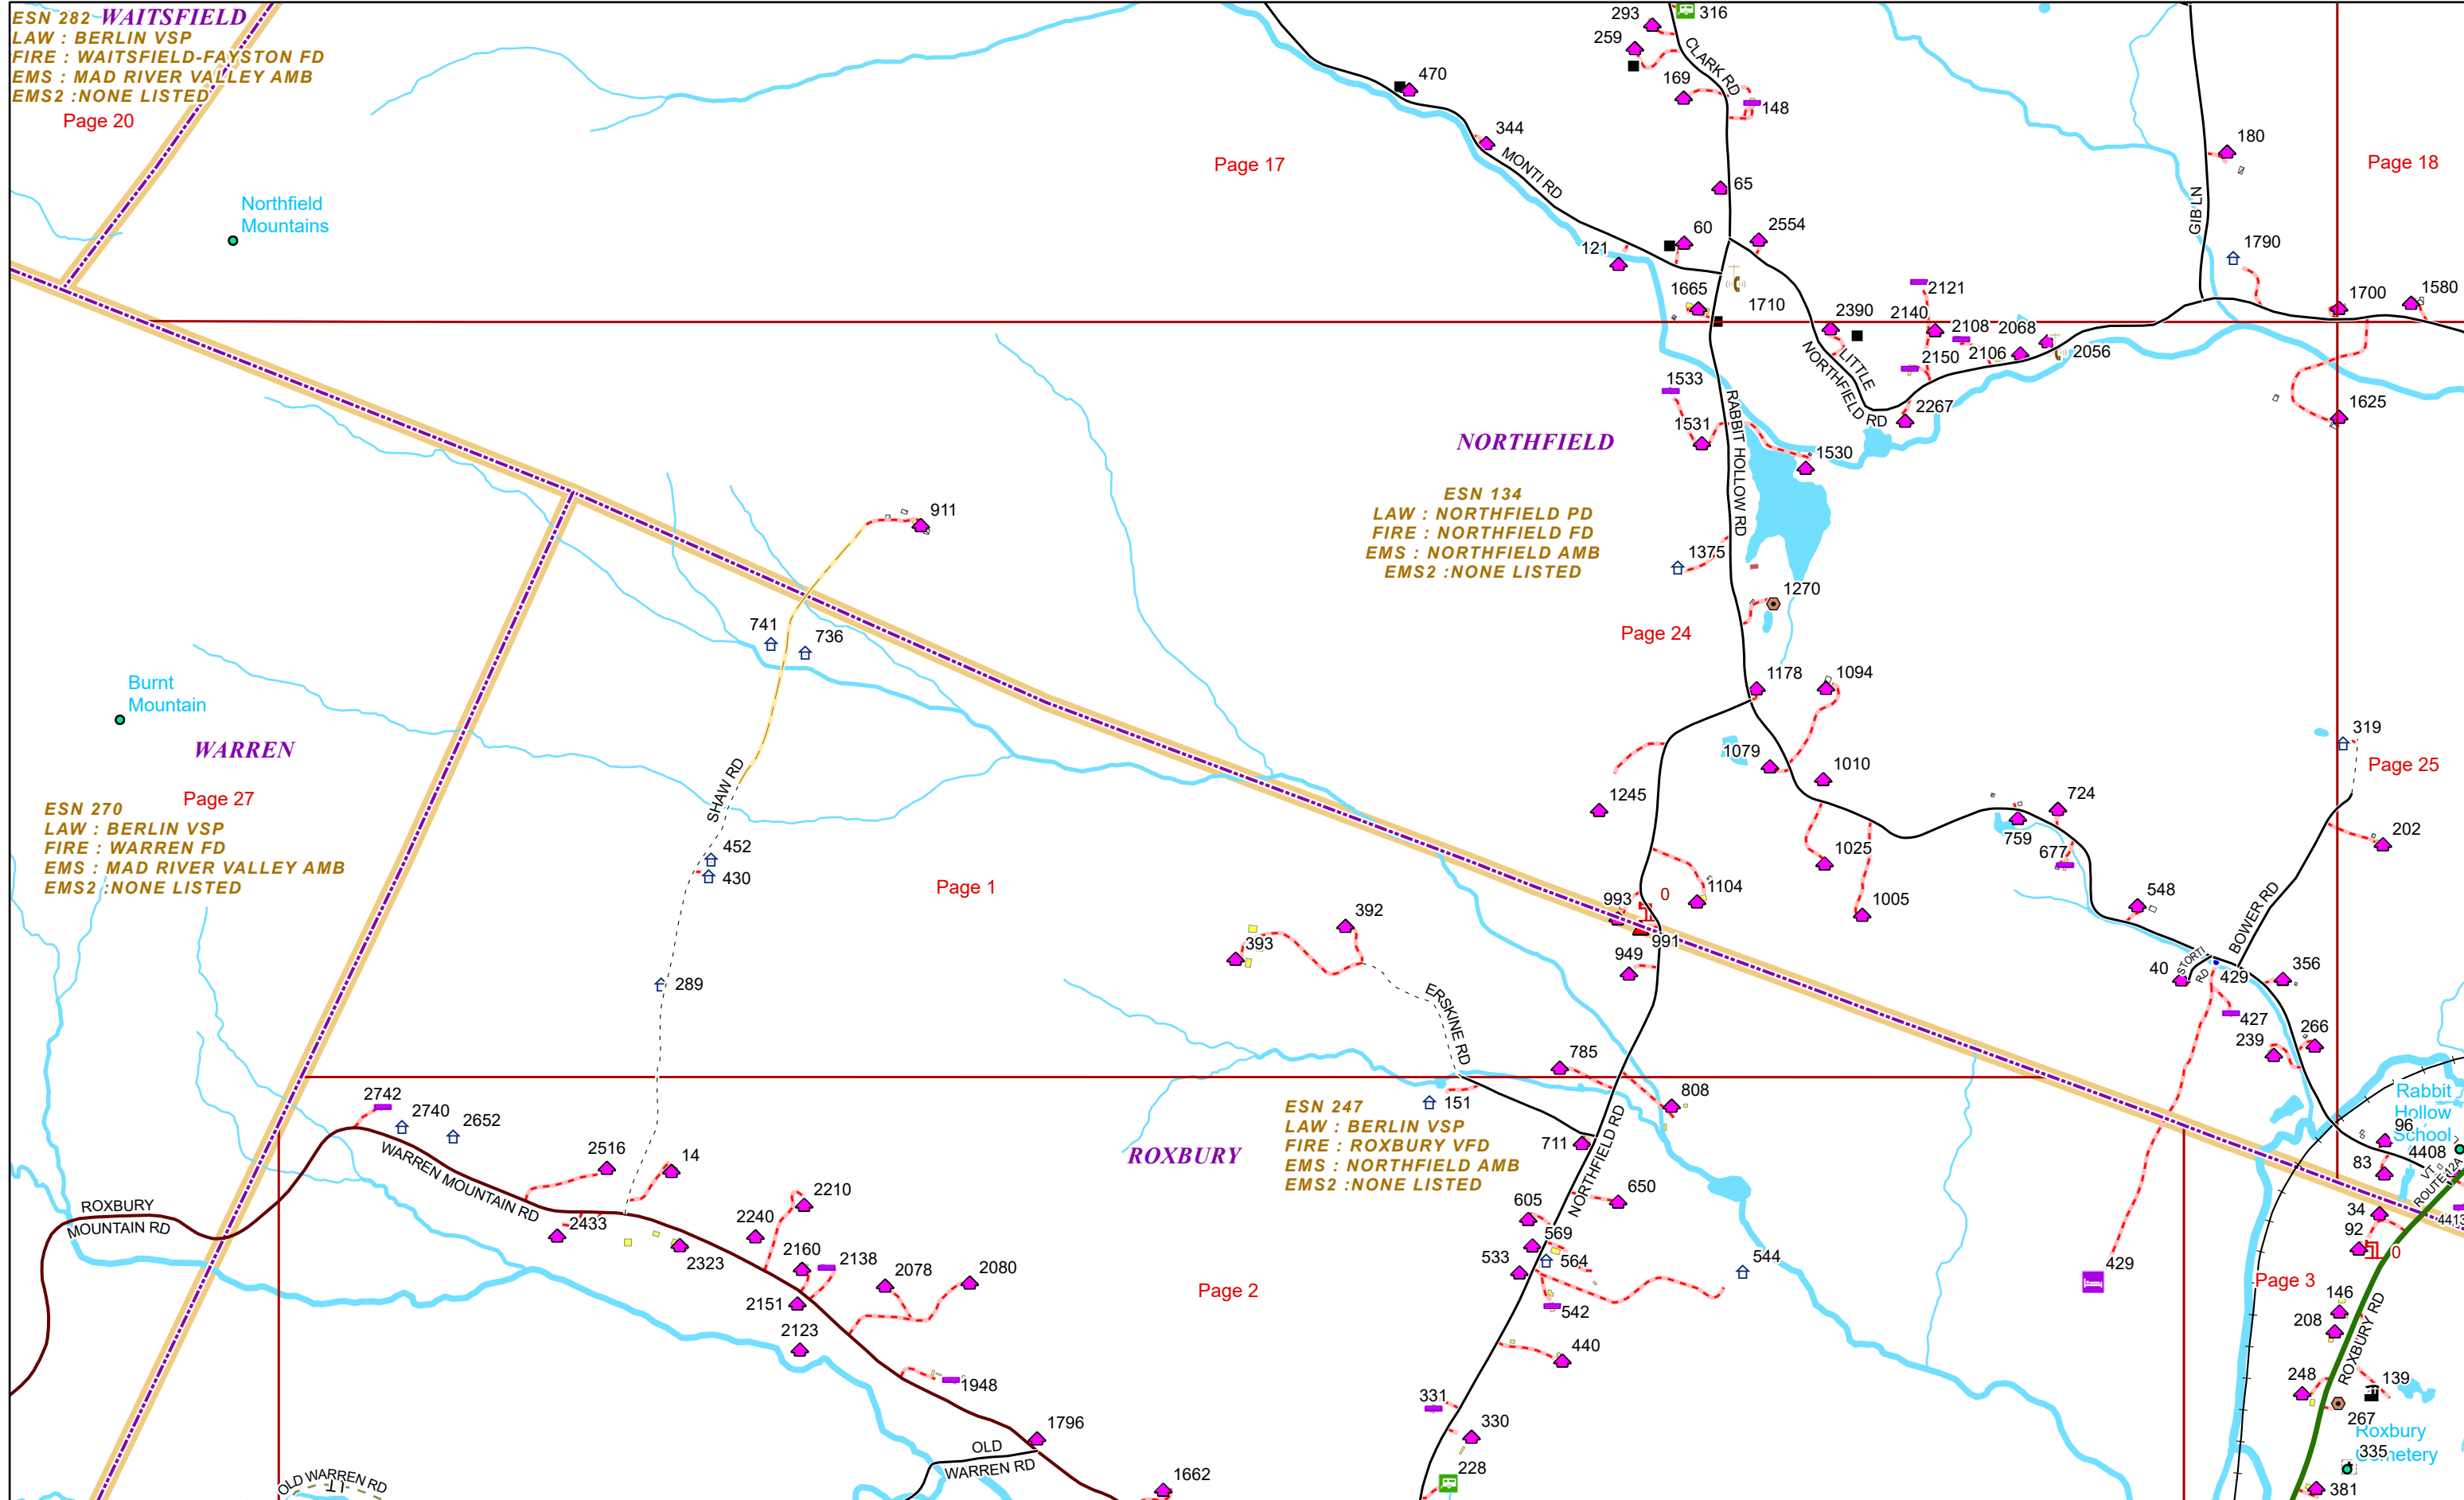 ESN 282 WAITSFIELD
LAW : BERLIN VSP
FIRE : WAITSFIELD-FAYSTON FD
EMS : MAD RIVER VALLEY AMB
EMS2 :NONE LISTED
Page 20
Northfield
Mountains
Page 17
470
344
MONTI RD
121
60
293
316
259
CLARK RD
169
148
65
2554
1665
1710
2390
2140
2121
2108
2068
2106
2056
2150
2267
LITTLE
NORTHFIELD RD
GIB LN
180
1790
Page 18
1700
1580
1625
1533
1531
1530
RABBIT HOLLOW RD
NORTHFIELD
ESN 134
LAW : NORTHFIELD PD
FIRE : NORTHFIELD FD
EMS : NORTHFIELD AMB
EMS2 :NONE LISTED
1375
1270
Page 24
911
741
736
Burnt
Mountain
WARREN
Page 27
ESN 270
LAW : BERLIN VSP
FIRE : WARREN FD
EMS : MAD RIVER VALLEY AMB
EMS2 :NONE LISTED
SHAW RD
452
430
289
Page 1
1178
1094
1079
1010
1245
1025
1104
1005
993
0
991
949
759
724
677
548
319
Page 25
202
BOWER RD
STORTI
RD
40
429
356
427
239
266
393
392
ERSKINE RD
785
808
151
711
NORTHFIELD RD
ROXBURY
ESN 247
LAW : BERLIN VSP
FIRE : ROXBURY VFD
EMS : NORTHFIELD AMB
EMS2 :NONE LISTED
2742
2740
2652
WARREN MOUNTAIN RD
2516
14
2433
2323
2210
2240
2160
2138
2151
2123
2078
2080
1948
1796
1662
ROXBURY
MOUNTAIN RD
OLD WARREN RD
LT
OLD
WARREN RD
Page 2
650
605
569
564
533
544
542
440
331
330
228
429
Rabbit
Hollow
School
96
83
4408
VT
ROUTE 12A
4413
34
92
0
Page 3
146
208
ROXBURY RD
248
139
267
Roxbury
Cemetery
335
381